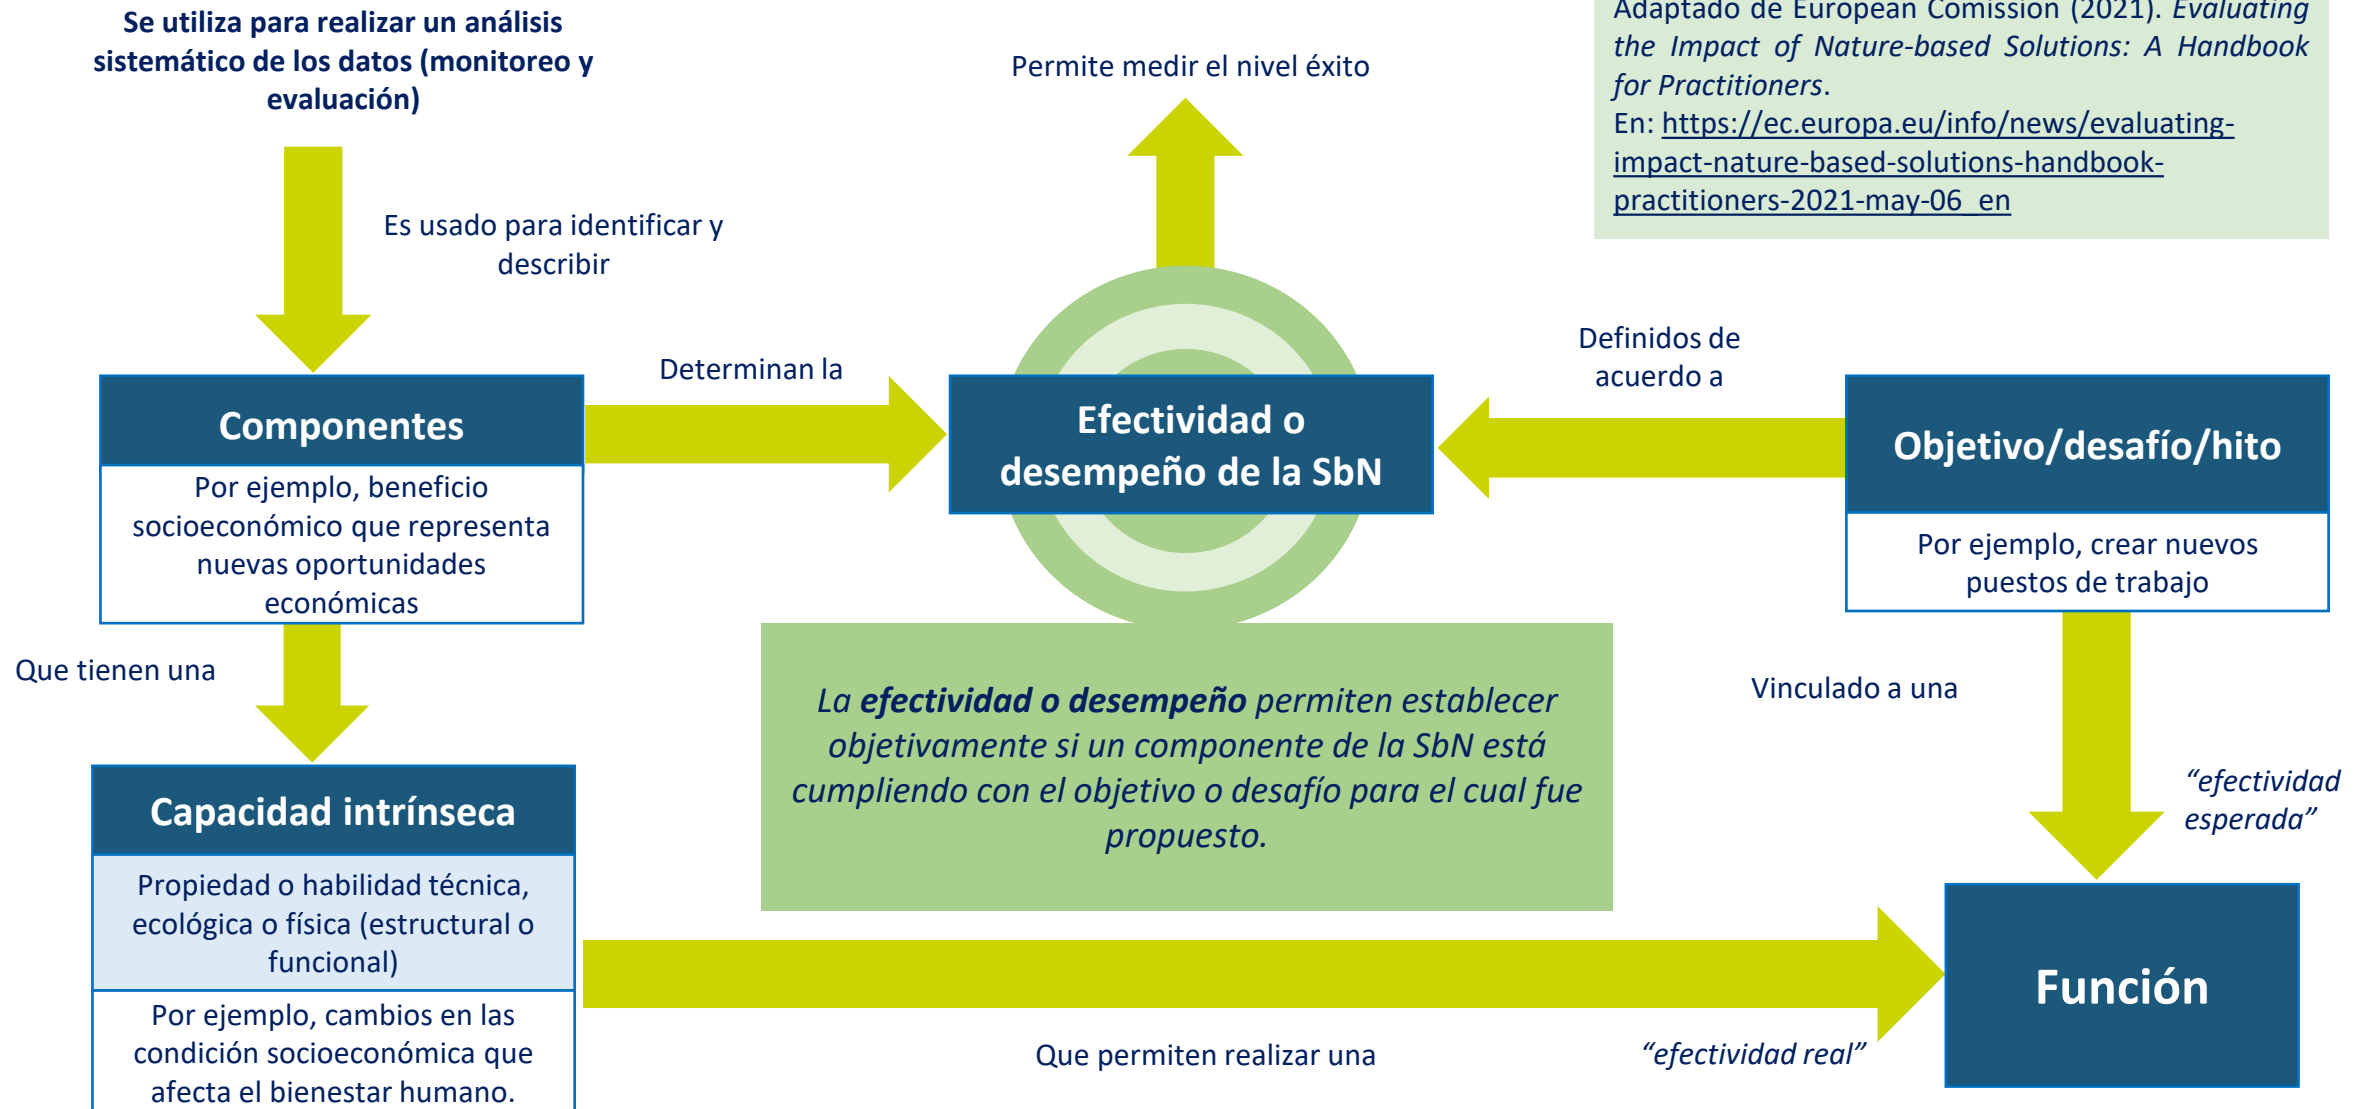 Se utiliza para realizar un análisis
sistemático de los datos (monitoreo y
evaluación)
Permite medir el nivel éxito
Adaptado de European Comission (2021). Evaluating
the Impact of Nature-based Solutions: A Handbook
for Practitioners.
En: https://ec.europa.eu/info/news/evaluating-
impact-nature-based-solutions-handbook-
practitioners-2021-may-06_en
Es usado para identificar y
describir
Determinan la
Definidos de
acuerdo a
Componentes
Por ejemplo, beneficio
socioeconómico que representa
nuevas oportunidades
económicas
Efectividad o
desempeño de la SbN
Objetivo/desafío/hito
Por ejemplo, crear nuevos
puestos de trabajo
Que tienen una
La efectividad o desempeño permiten establecer
objetivamente si un componente de la SbN está
cumpliendo con el objetivo o desafío para el cual fue
propuesto.
Vinculado a una
“efectividad
esperada”
Capacidad intrínseca
Propiedad o habilidad técnica,
ecológica o física (estructural o
funcional)
Por ejemplo, cambios en las
condición socioeconómica que
afecta el bienestar humano.
Que permiten realizar una
“efectividad real”
Función